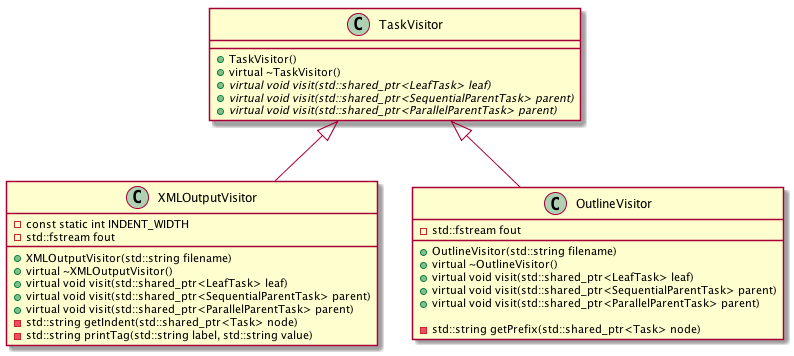 C TaskVisitor
TaskVisitor()
virtual ~TaskVisitor()
virtual void visit(std::shared_ptr<LeafTask> leaf)
virtual void visit(std::shared_ptr<SequentialParentTask> parent)
virtual void visit(std::shared_ptr<ParallelParentTask> parent)
C XMLOutputVisitor
const static int INDENT_WIDTH
std::fstream fout
XMLOutputVisitor(std::string filename)
virtual ~XMLOutputVisitor()
virtual void visit(std::shared_ptr<LeafTask> leaf)
virtual void visit(std::shared_ptr<SequentialParentTask> parent)
virtual void visit(std::shared_ptr<ParallelParentTask> parent)
std::string getIndent(std::shared_ptr<Task> node)
std::string printTag(std::string label, std::string value)
C OutlineVisitor
std::fstream fout
OutlineVisitor(std::string filename)
virtual ~OutlineVisitor()
virtual void visit(std::shared_ptr<LeafTask> leaf)
virtual void visit(std::shared_ptr<SequentialParentTask> parent)
virtual void visit(std::shared_ptr<ParallelParentTask> parent)
std::string getPrefix(std::shared_ptr<Task> node)